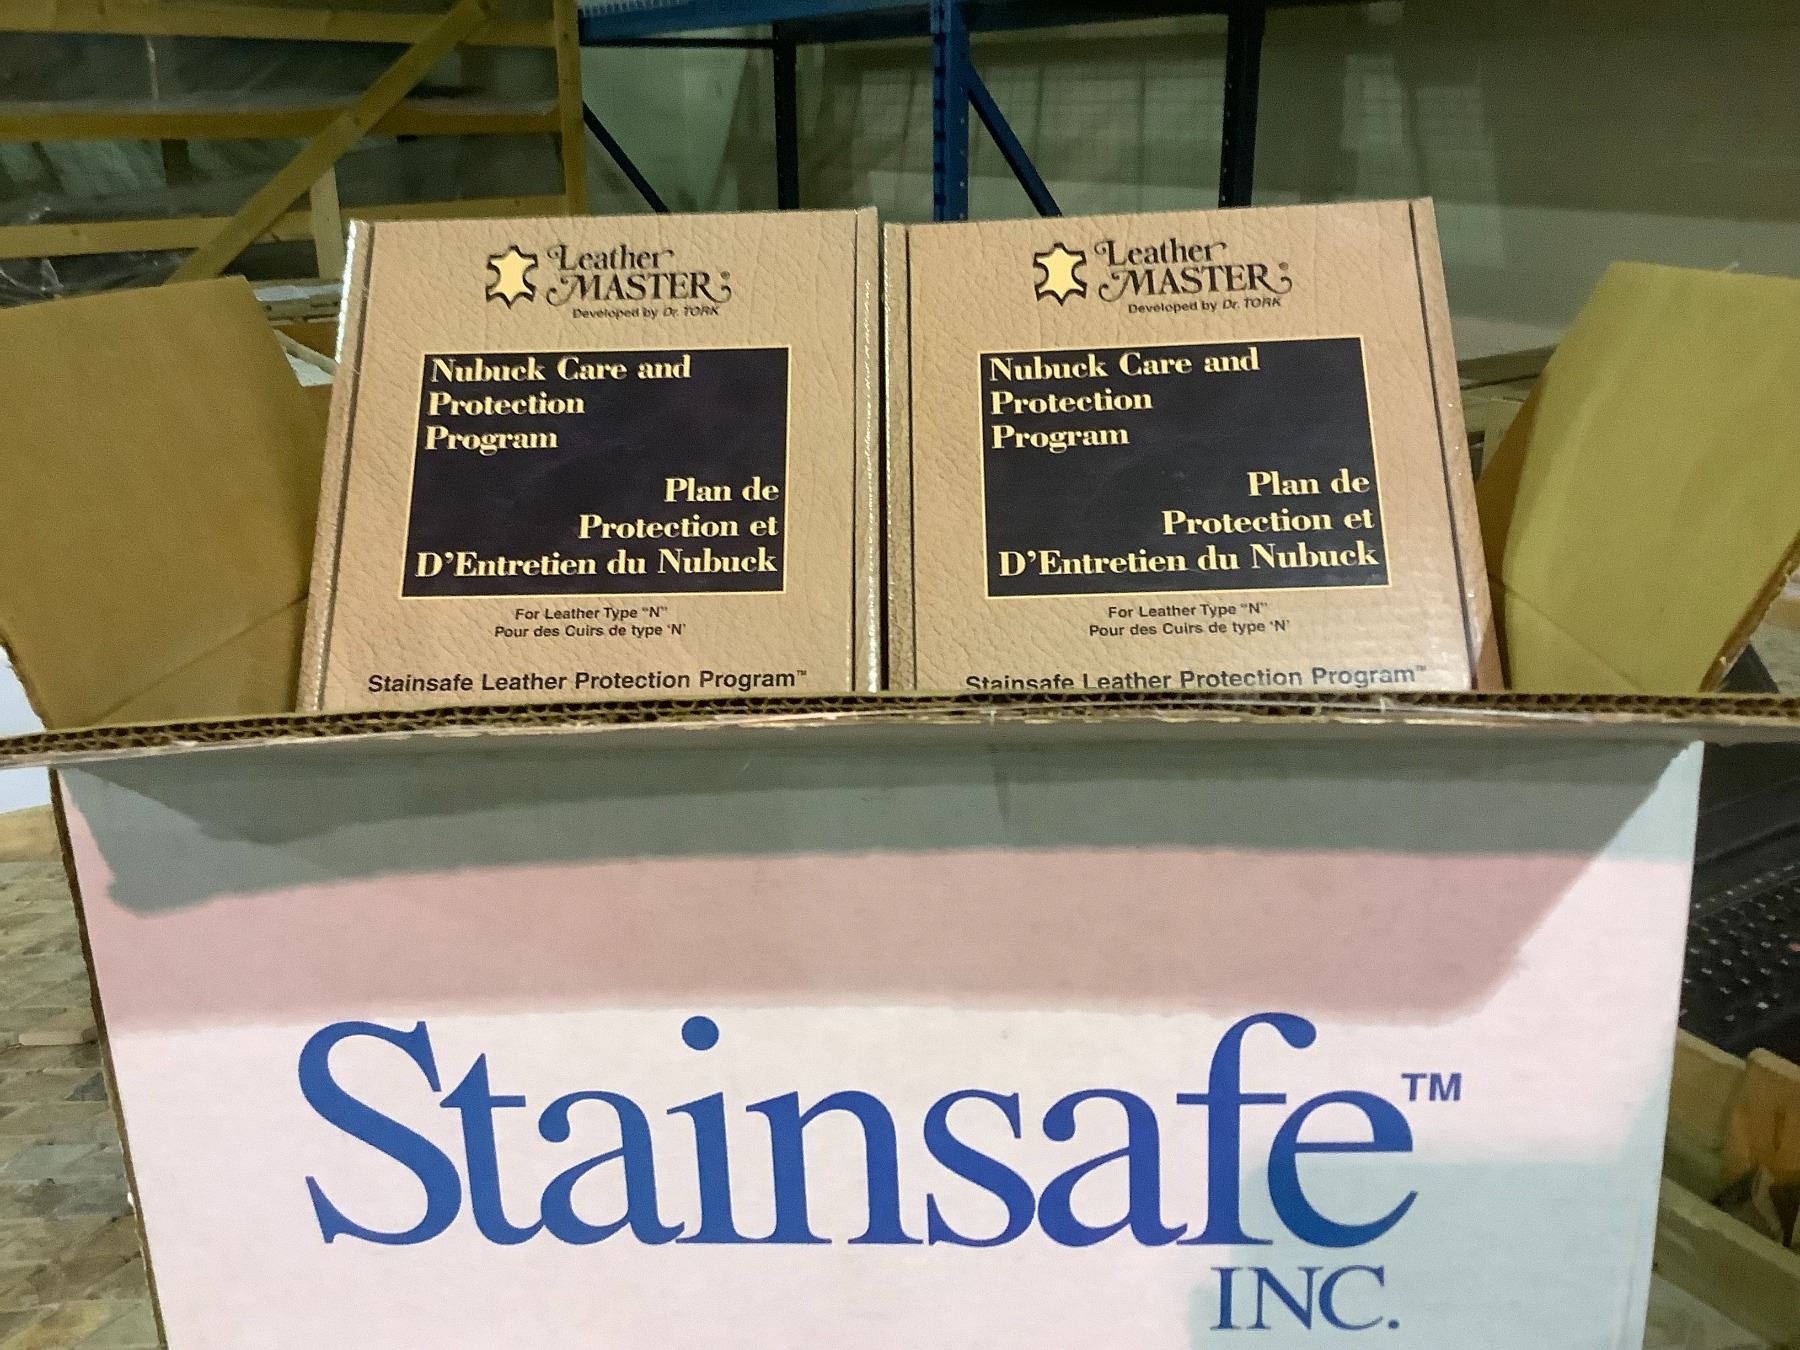 Leather
MASTER®
Developed by Dr. TORK
Nubuck Care and
Protection
Program
Plan de
Protection et
D'Entretien du Nubuck
For Leather Type "N"
Pour des Cuirs de type 'N'
Stainsafe Leather Protection Program™
Leather
MASTER®
Developed by Dr. TORK
Nubuck Care and
Protection
Program
Plan de
Protection et
D'Entretien du Nubuck
For Leather Type "N"
Pour des Cuirs de type 'N'
Stainsafe Leather Protection Program™
Stainsafe™
INC.